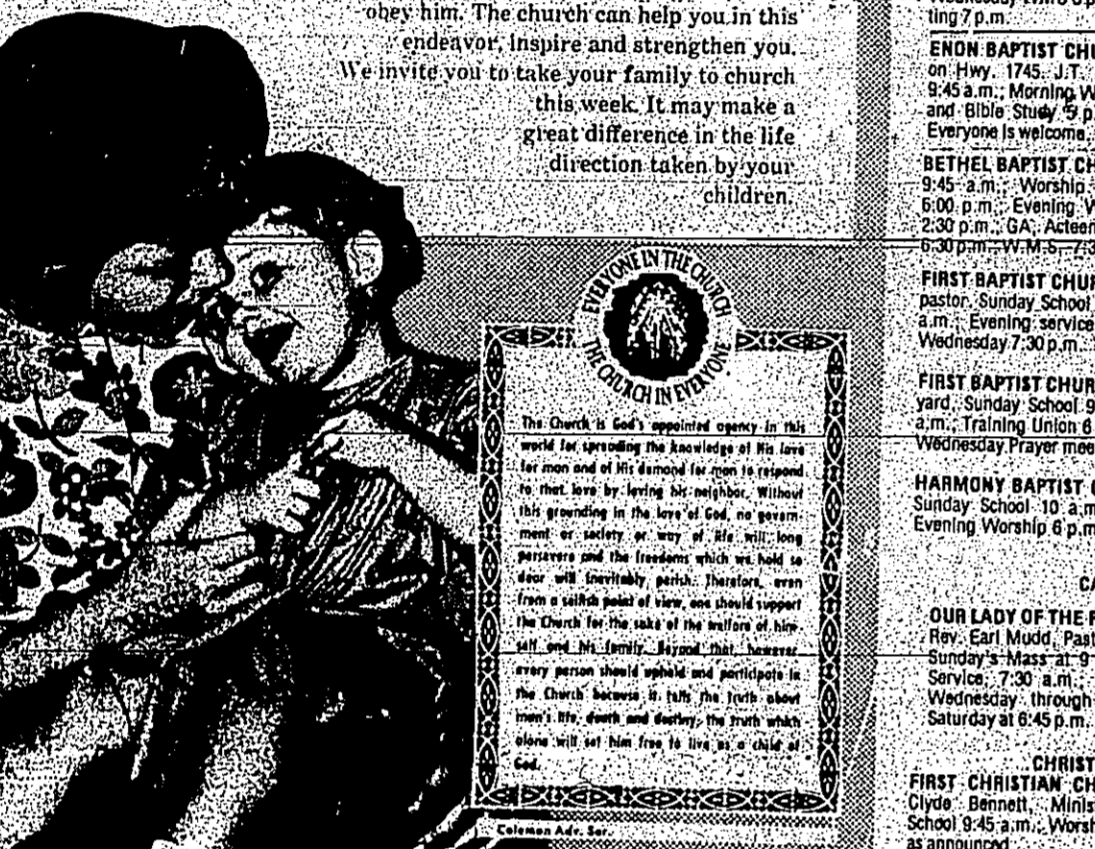 obey him. The church can help you in this
endeavor, inspire and strengthen you.
We invite you to take your family to church
this week. It may make a
great difference in the life
direction taken by your
children.
EVERYONE IN THE CHURCH
THE CHURCH IN EVERYONE
The Church is God's appointed agency in this
world for spreading the knowledge of His love
for man and of His demand for man to respond
to that love by loving his neighbor. Without
this grounding in the love of God, no govern-
ment or society or way of life will long
persevere and the freedoms which we hold so
dear will inevitably perish. Therefore, even
from a selfish point of view, one should support
the Church for the sake of the welfare of him-
self and his family. Beyond that, however
every person should uphold and participate in
the Church because it tells the truth about
man's life, death and destiny; the truth which
alone will set him free to live as a child of
God.
Coleman Adv. Ser.
ting 7 p.m.
ENON BAPTIST CHU
on Hwy. 1745. J.T.
9:45 a.m.; Morning W
and Bible Study 5 p.
Everyone is welcome.
BETHEL BAPTIST CH
9:45 a.m.; Worship
6:00 p.m.; Evening W
2:30 p.m.; GA, Acteen
6:30 p.m. W.M.S. 7:3
FIRST BAPTIST CHUR
pastor, Sunday School
a.m.; Evening service
Wednesday 7:30 p.m.
FIRST BAPTIST CHUR
yard, Sunday School 9
a.m.; Training Union 6
Wednesday Prayer mee
HARMONY BAPTIST C
Sunday School 10 a.m
Evening Worship 6 p.m
CA
OUR LADY OF THE F
Rev. Earl Mudd, Past
Sunday's Mass at 9
Service, 7:30 a.m.
Wednesday through
Saturday at 6:45 p.m.
CHRIST
FIRST CHRISTIAN CH
Clyde Bennett, Minis
School 9:45 a.m.; Worsh
as announced